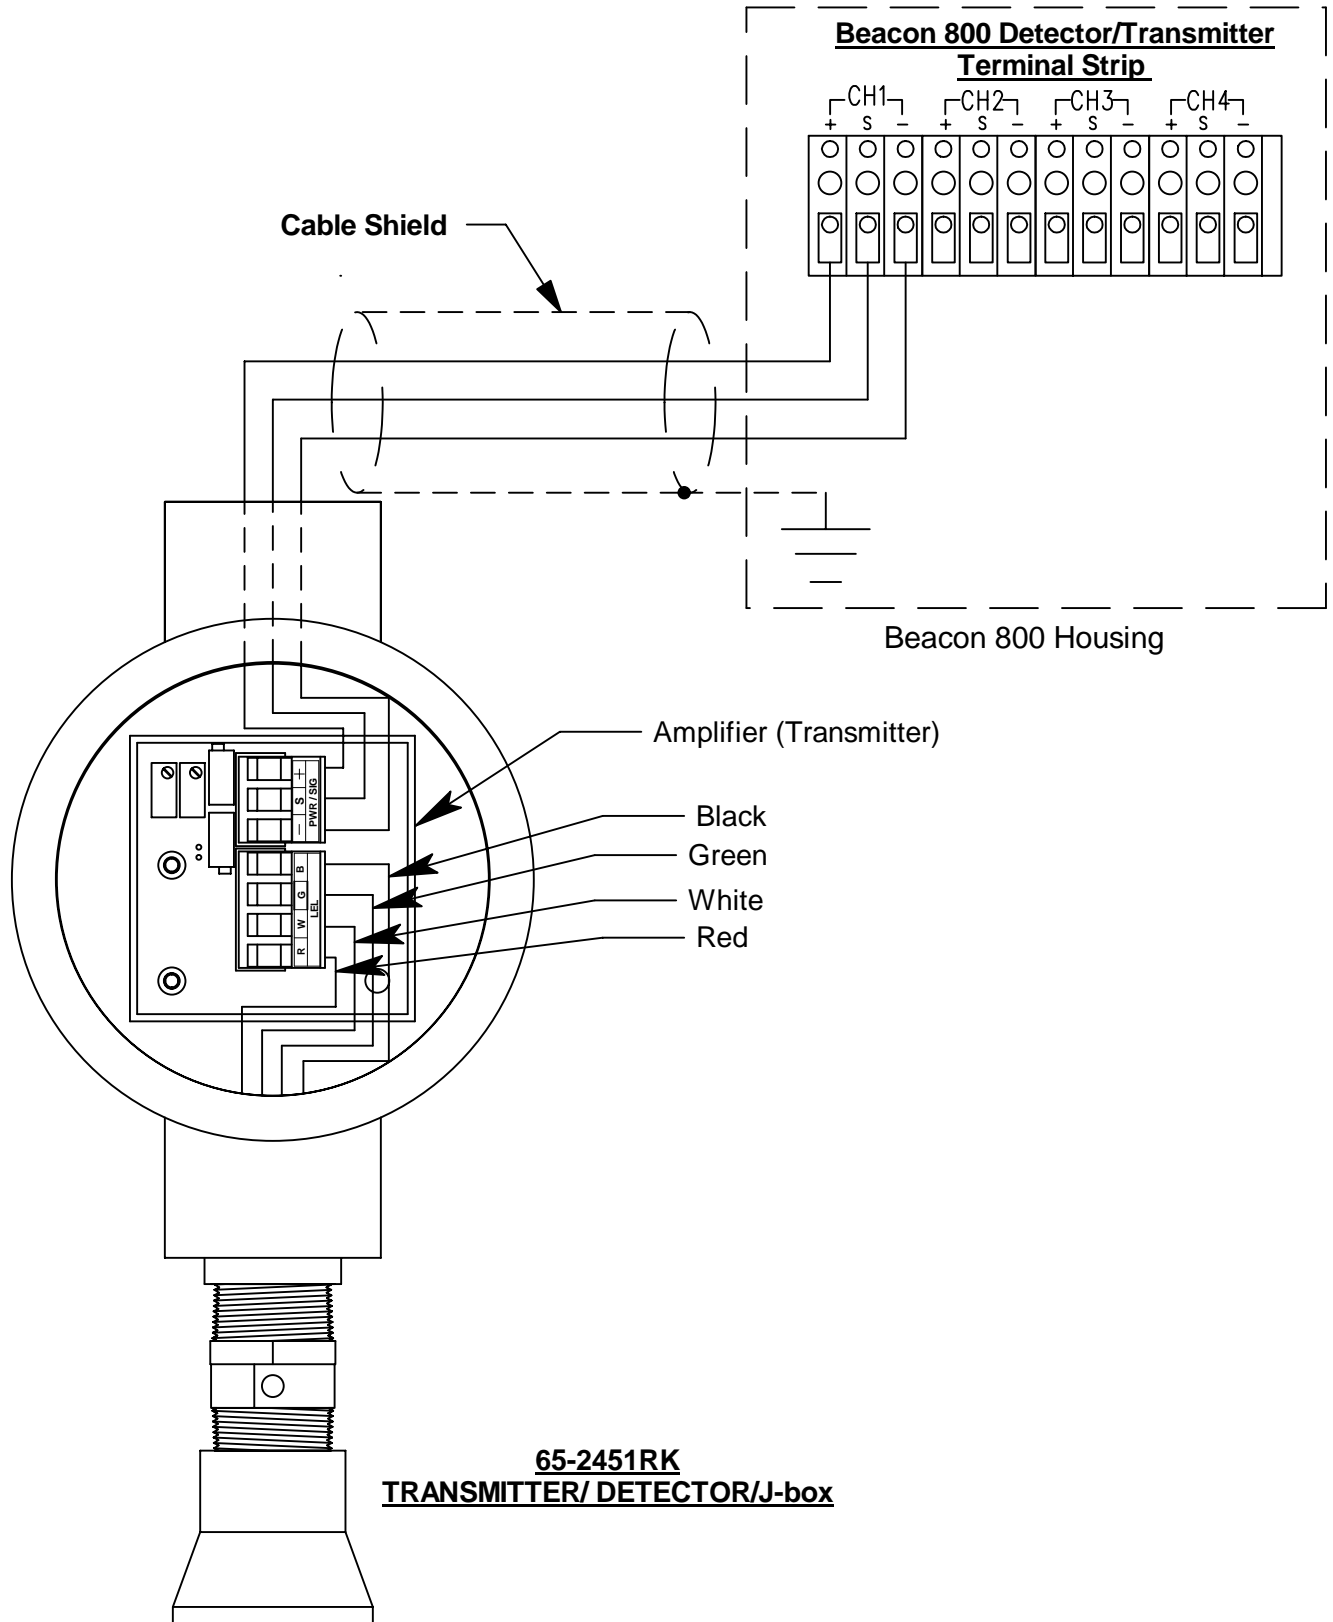 Beacon 800 Detector/Transmitter
Terminal Strip
CH1 CH2 CH3 CH4
+ S - + S - + S - + S -
Cable Shield
Beacon 800 Housing
Amplifier (Transmitter)
+ S -
PWR / SIG
Black
Green
White
Red
B G W R
LEL
65-2451RK
TRANSMITTER/ DETECTOR/J-box